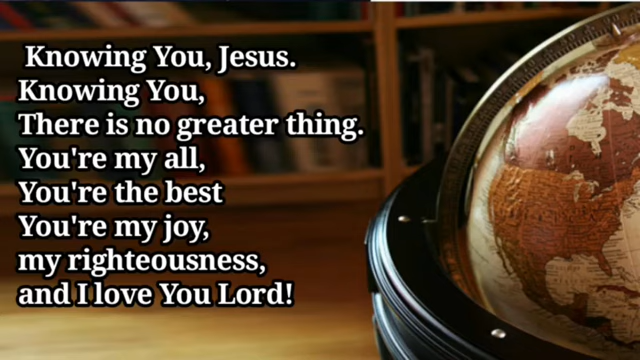 Knowing You, Jesus.
Knowing You,
There is no greater thing.
You're my all,
You're the best
You're my joy,
my righteousness,
and I love You Lord!